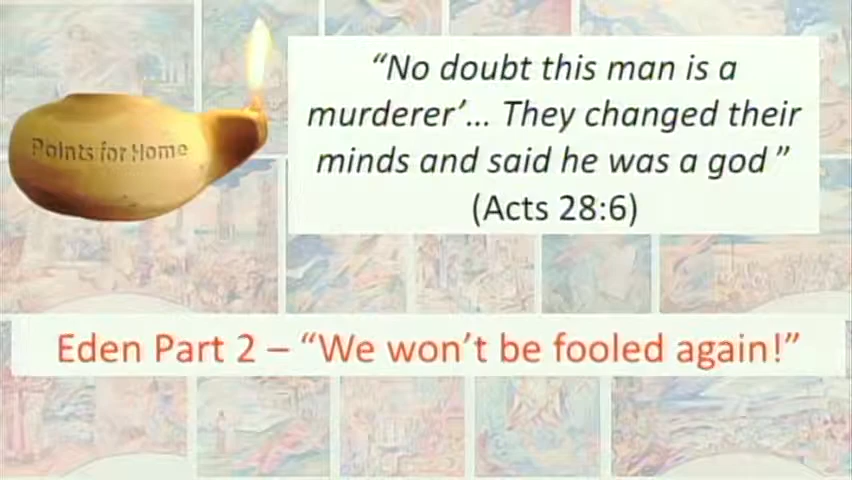 Points for Home
“No doubt this man is a
murderer’... They changed their
minds and said he was a god ”
(Acts 28:6)
Eden Part 2 – “We won’t be fooled again!”